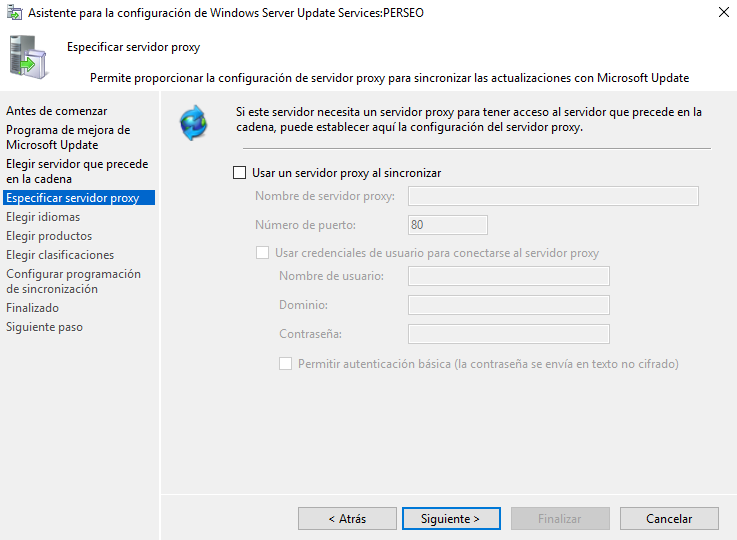 Asistente para la configuración de Windows Server Update Services:PERSEO
Especificar servidor proxy
Permite proporcionar la configuración de servidor proxy para sincronizar las actualizaciones con Microsoft Update
Antes de comenzar
Programa de mejora de
Microsoft Update
Elegir servidor que precede
en la cadena
Especificar servidor proxy
Elegir idiomas
Elegir productos
Elegir clasificaciones
Configurar programación
de sincronización
Finalizado
Siguiente paso
Si este servidor necesita un servidor proxy para tener acceso al servidor que precede en la
cadena, puede establecer aquí la configuración del servidor proxy.
Usar un servidor proxy al sincronizar
Nombre de servidor proxy:
Número de puerto: 80
Usar credenciales de usuario para conectarse al servidor proxy
Nombre de usuario:
Dominio:
Contraseña:
Permitir autenticación básica (la contraseña se envía en texto no cifrado)
< Atrás Siguiente > Finalizar Cancelar